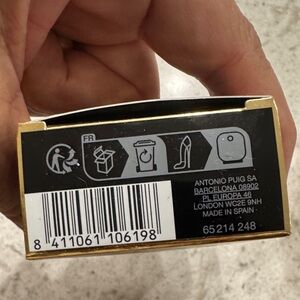 FR
ANTONIO PUIG SA
BARCELONA 08902
PL EUROPA 46
LONDON WC2E 9NH
MADE IN SPAIN
65214 248
8 411061 106198